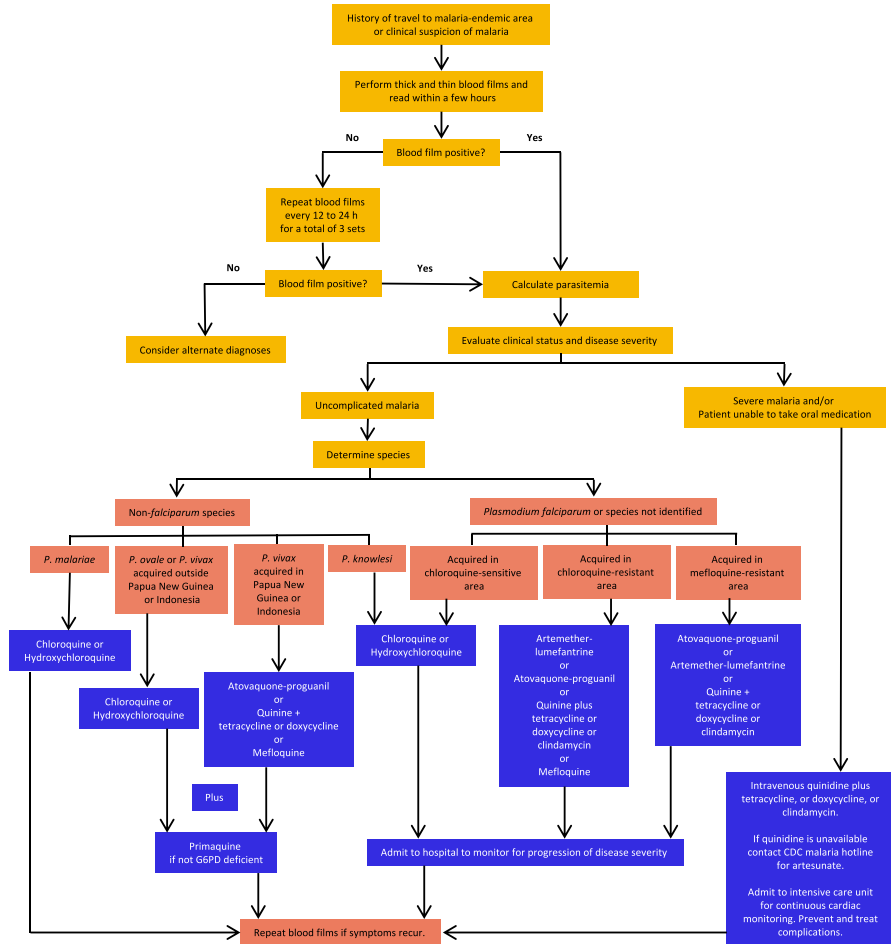 History of travel to malaria-endemic area
or clinical suspicion of malaria
Perform thick and thin blood films and
read within a few hours
No
Yes
Blood film positive?
Repeat blood films
every 12 to 24 h
for a total of 3 sets
No
Yes
Blood film positive?
Calculate parasitemia
Consider alternate diagnoses
Evaluate clinical status and disease severity
Uncomplicated malaria
Severe malaria and/or
Patient unable to take oral medication
Determine species
Non-falciparum species
Plasmodium falciparum or species not identified
P. malariae
P. ovale or P. vivax
acquired outside
Papua New Guinea
or Indonesia
P. vivax
acquired in
Papua New
Guinea or
Indonesia
P. knowlesi
Acquired in
chloroquine-sensitive
area
Acquired in
chloroquine-resistant
area
Acquired in
mefloquine-resistant
area
Chloroquine or
Hydroxychloroquine
Chloroquine or
Hydroxychloroquine
Atovaquone-proguanil
or
Quinine +
tetracycline or doxycycline
or
Mefloquine
Chloroquine or
Hydroxychloroquine
Artemether-
lumefantrine
or
Atovaquone-proguanil
or
Quinine plus
tetracycline or
doxycycline or
clindamycin
or
Mefloquine
Atovaquone-proguanil
or
Artemether-lumefantrine
or
Quinine +
tetracycline or
doxycycline or
clindamycin
Plus
Primaquine
if not G6PD deficient
Admit to hospital to monitor for progression of disease severity
Intravenous quinidine plus
tetracycline, or doxycycline, or
clindamycin.
If quinidine is unavailable
contact CDC malaria hotline
for artesunate.
Admit to intensive care unit
for continuous cardiac
monitoring. Prevent and treat
complications.
Repeat blood films if symptoms recur.